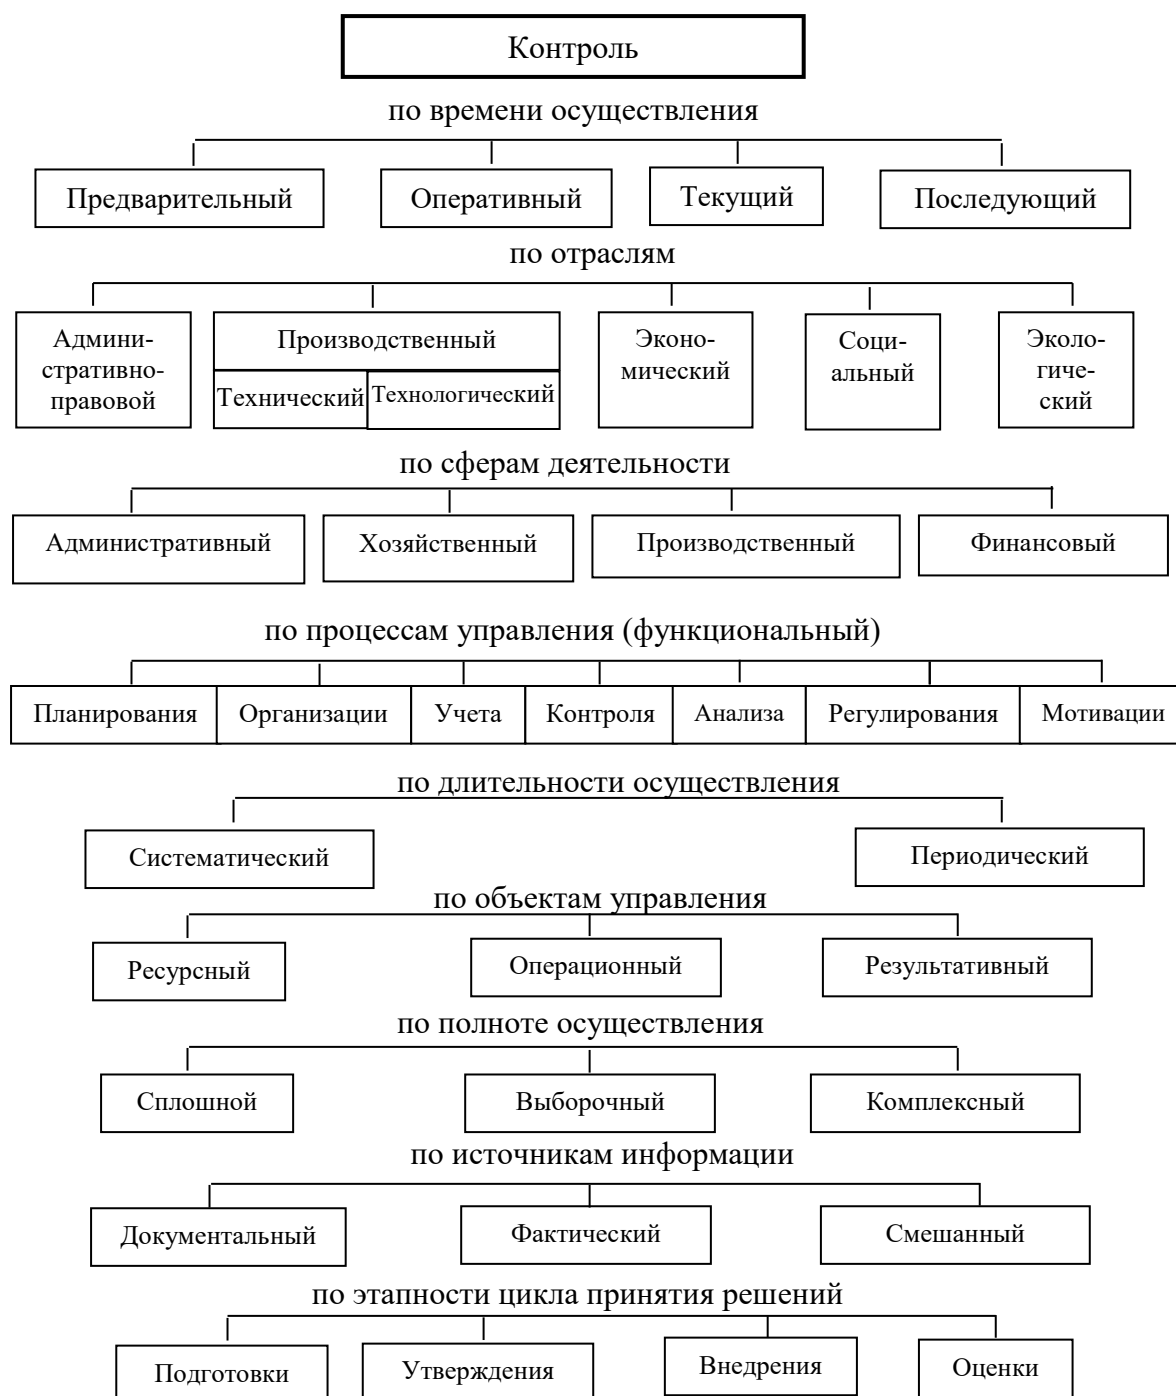 Контроль
по времени осуществления
Предварительный Оперативный Текущий Последующий
по отраслям
Админи-
стративно-
правовой
Производственный
Технический Технологический
Эконо-
мический
Соци-
альный
Эколо-
гиче-
ский
по сферам деятельности
Административный Хозяйственный Производственный Финансовый
по процессам управления (функциональный)
Планирования Организации Учета Контроля Анализа Регулирования Мотивации
по длительности осуществления
Систематический Периодический
по объектам управления
Ресурсный Операционный Результативный
по полноте осуществления
Сплошной Выборочный Комплексный
по источникам информации
Документальный Фактический Смешанный
по этапности цикла принятия решений
Подготовки Утверждения Внедрения Оценки